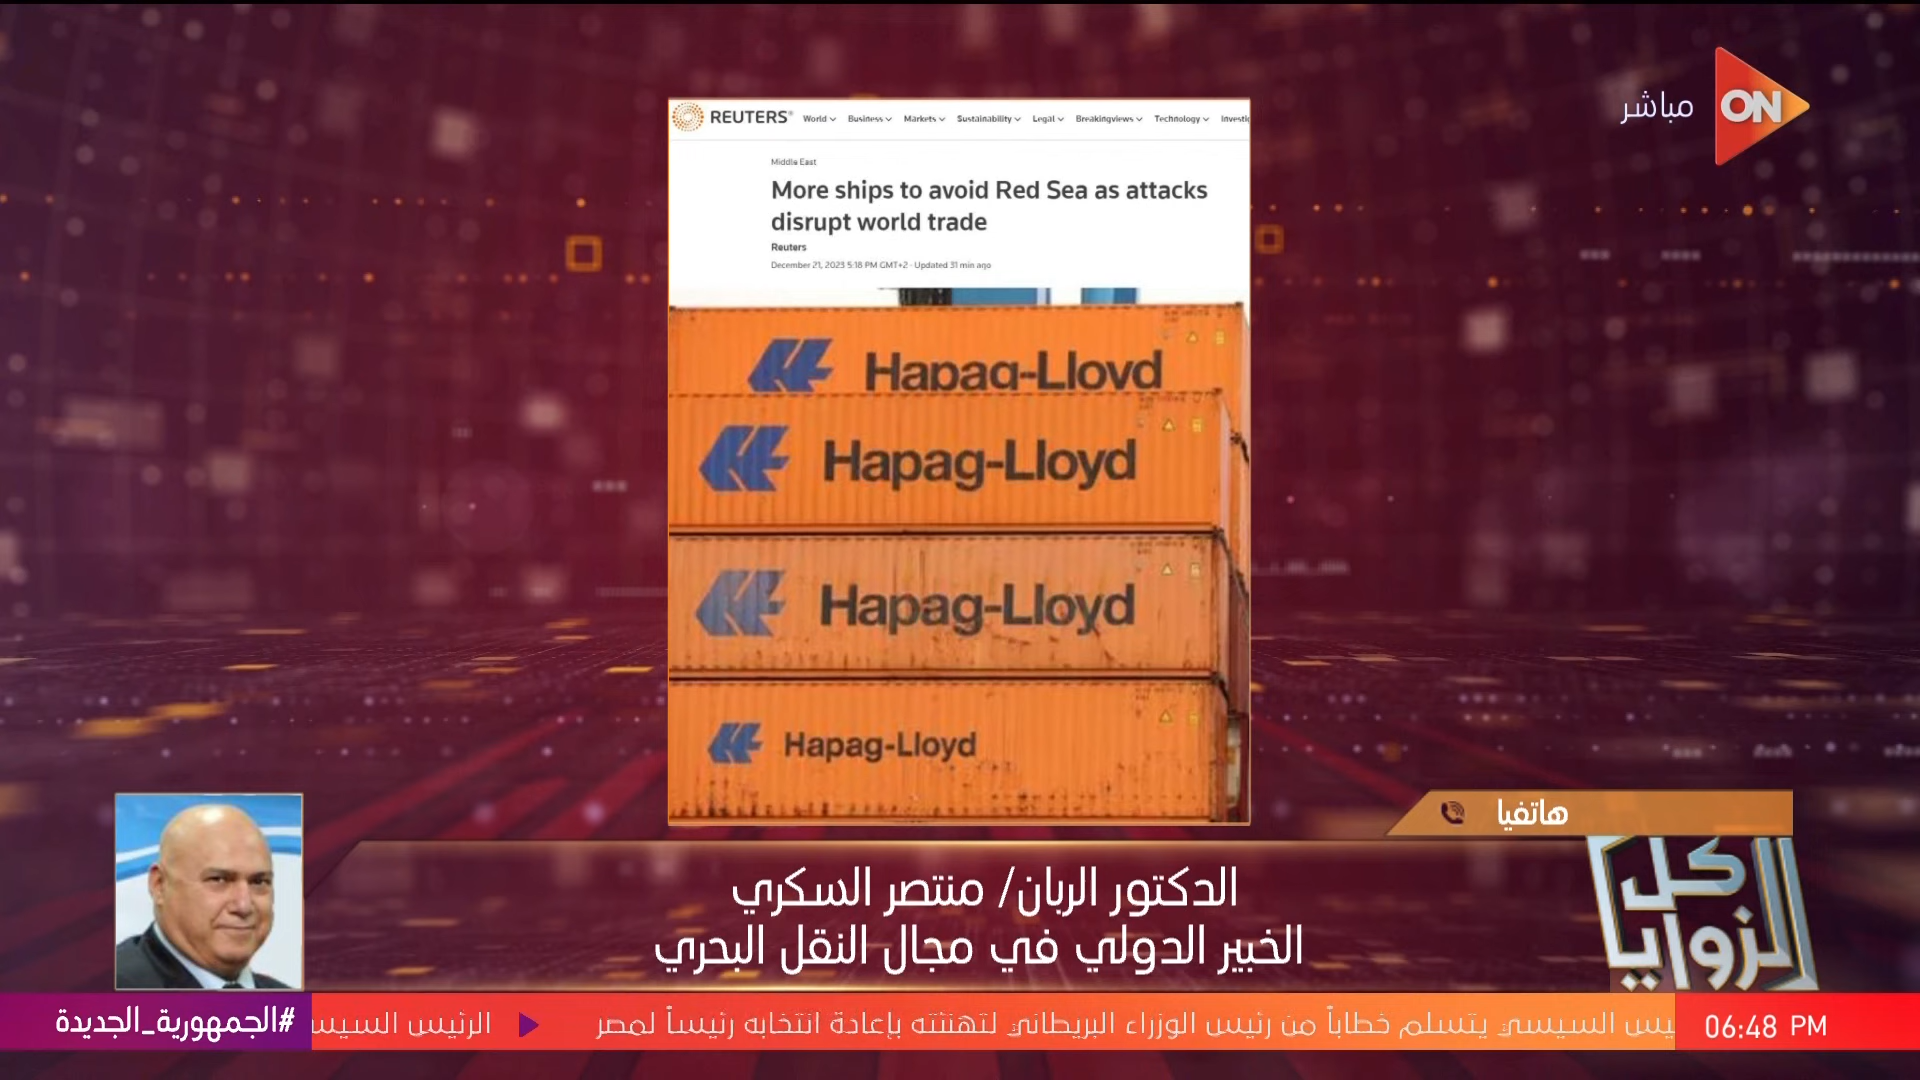 مباشر
ON
REUTERS
World Business Markets Sustainability Legal Breakingviews Technology
Middle East
More ships to avoid Red Sea as attacks
disrupt world trade
Reuters
December 21, 2023 5:18 PM GMT+2 · Updated 31 min ago
Hapag-Lloyd
Hapag-Lloyd
Hapag-Lloyd
Hapag-Lloyd
هاتفيا
كل الزوايا
الدكتور الربان/ منتصر السكري
الخبير الدولي في مجال النقل البحري
السيسي يتسلم خطاباً من رئيس الوزراء البريطاني لتهنئته بإعادة انتخابه رئيساً لمصر
الرئيس
#الجمهورية_الجديدة
06:48 PM